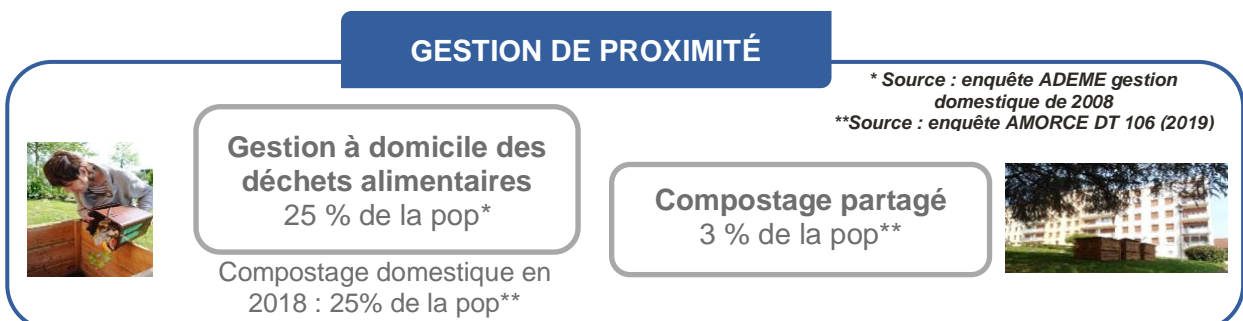 GESTION DE PROXIMITÉ
* Source : enquête ADEME gestion
domestique de 2008
**Source : enquête AMORCE DT 106 (2019)
Gestion à domicile des
déchets alimentaires
25 % de la pop*
Compostage domestique en
2018 : 25% de la pop**
Compostage partagé
3 % de la pop**